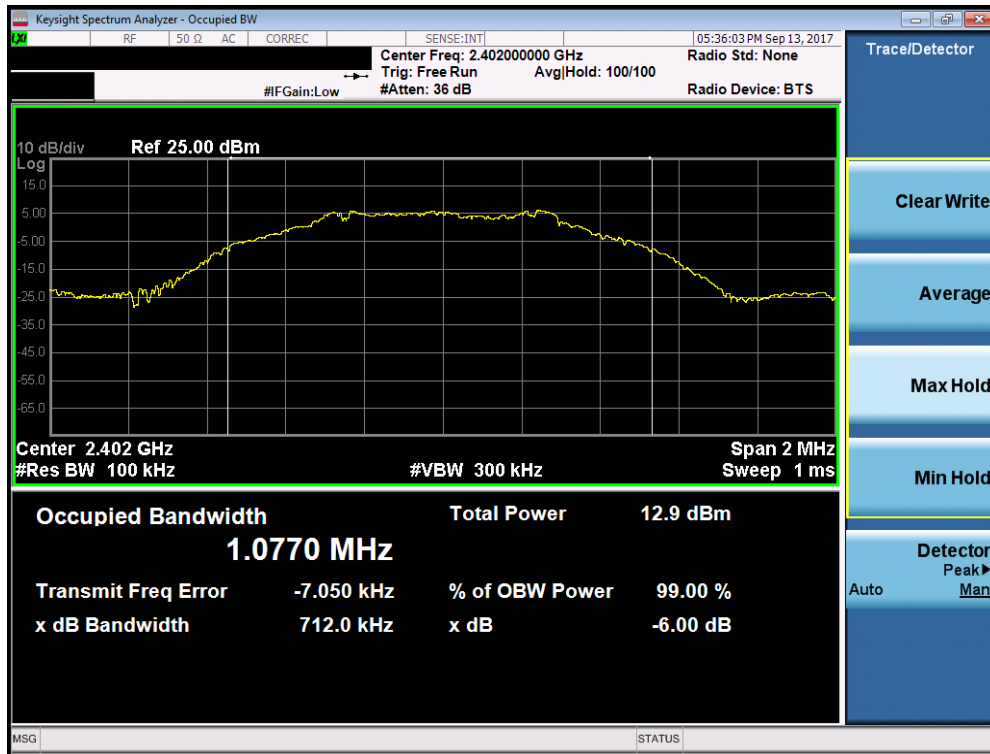 Keysight Spectrum Analyzer - Occupied BW
LXI RF 50 Ω AC CORREC SENSE:INT 05:36:03 PM Sep 13, 2017
Center Freq: 2.402000000 GHz Radio Std: None
Trig: Free Run Avg|Hold: 100/100
#IFGain:Low #Atten: 36 dB Radio Device: BTS
10 dB/div Ref 25.00 dBm
Log
15.0
5.00
-5.00
-15.0
-25.0
-35.0
-45.0
-55.0
-65.0
Center 2.402 GHz Span 2 MHz
#Res BW 100 kHz #VBW 300 kHz Sweep 1 ms
Occupied Bandwidth Total Power 12.9 dBm
1.0770 MHz
Transmit Freq Error -7.050 kHz % of OBW Power 99.00 %
x dB Bandwidth 712.0 kHz x dB -6.00 dB
MSG STATUS
Trace/Detector
Clear Write
Average
Max Hold
Min Hold
Detector
Peak▶
Auto Man